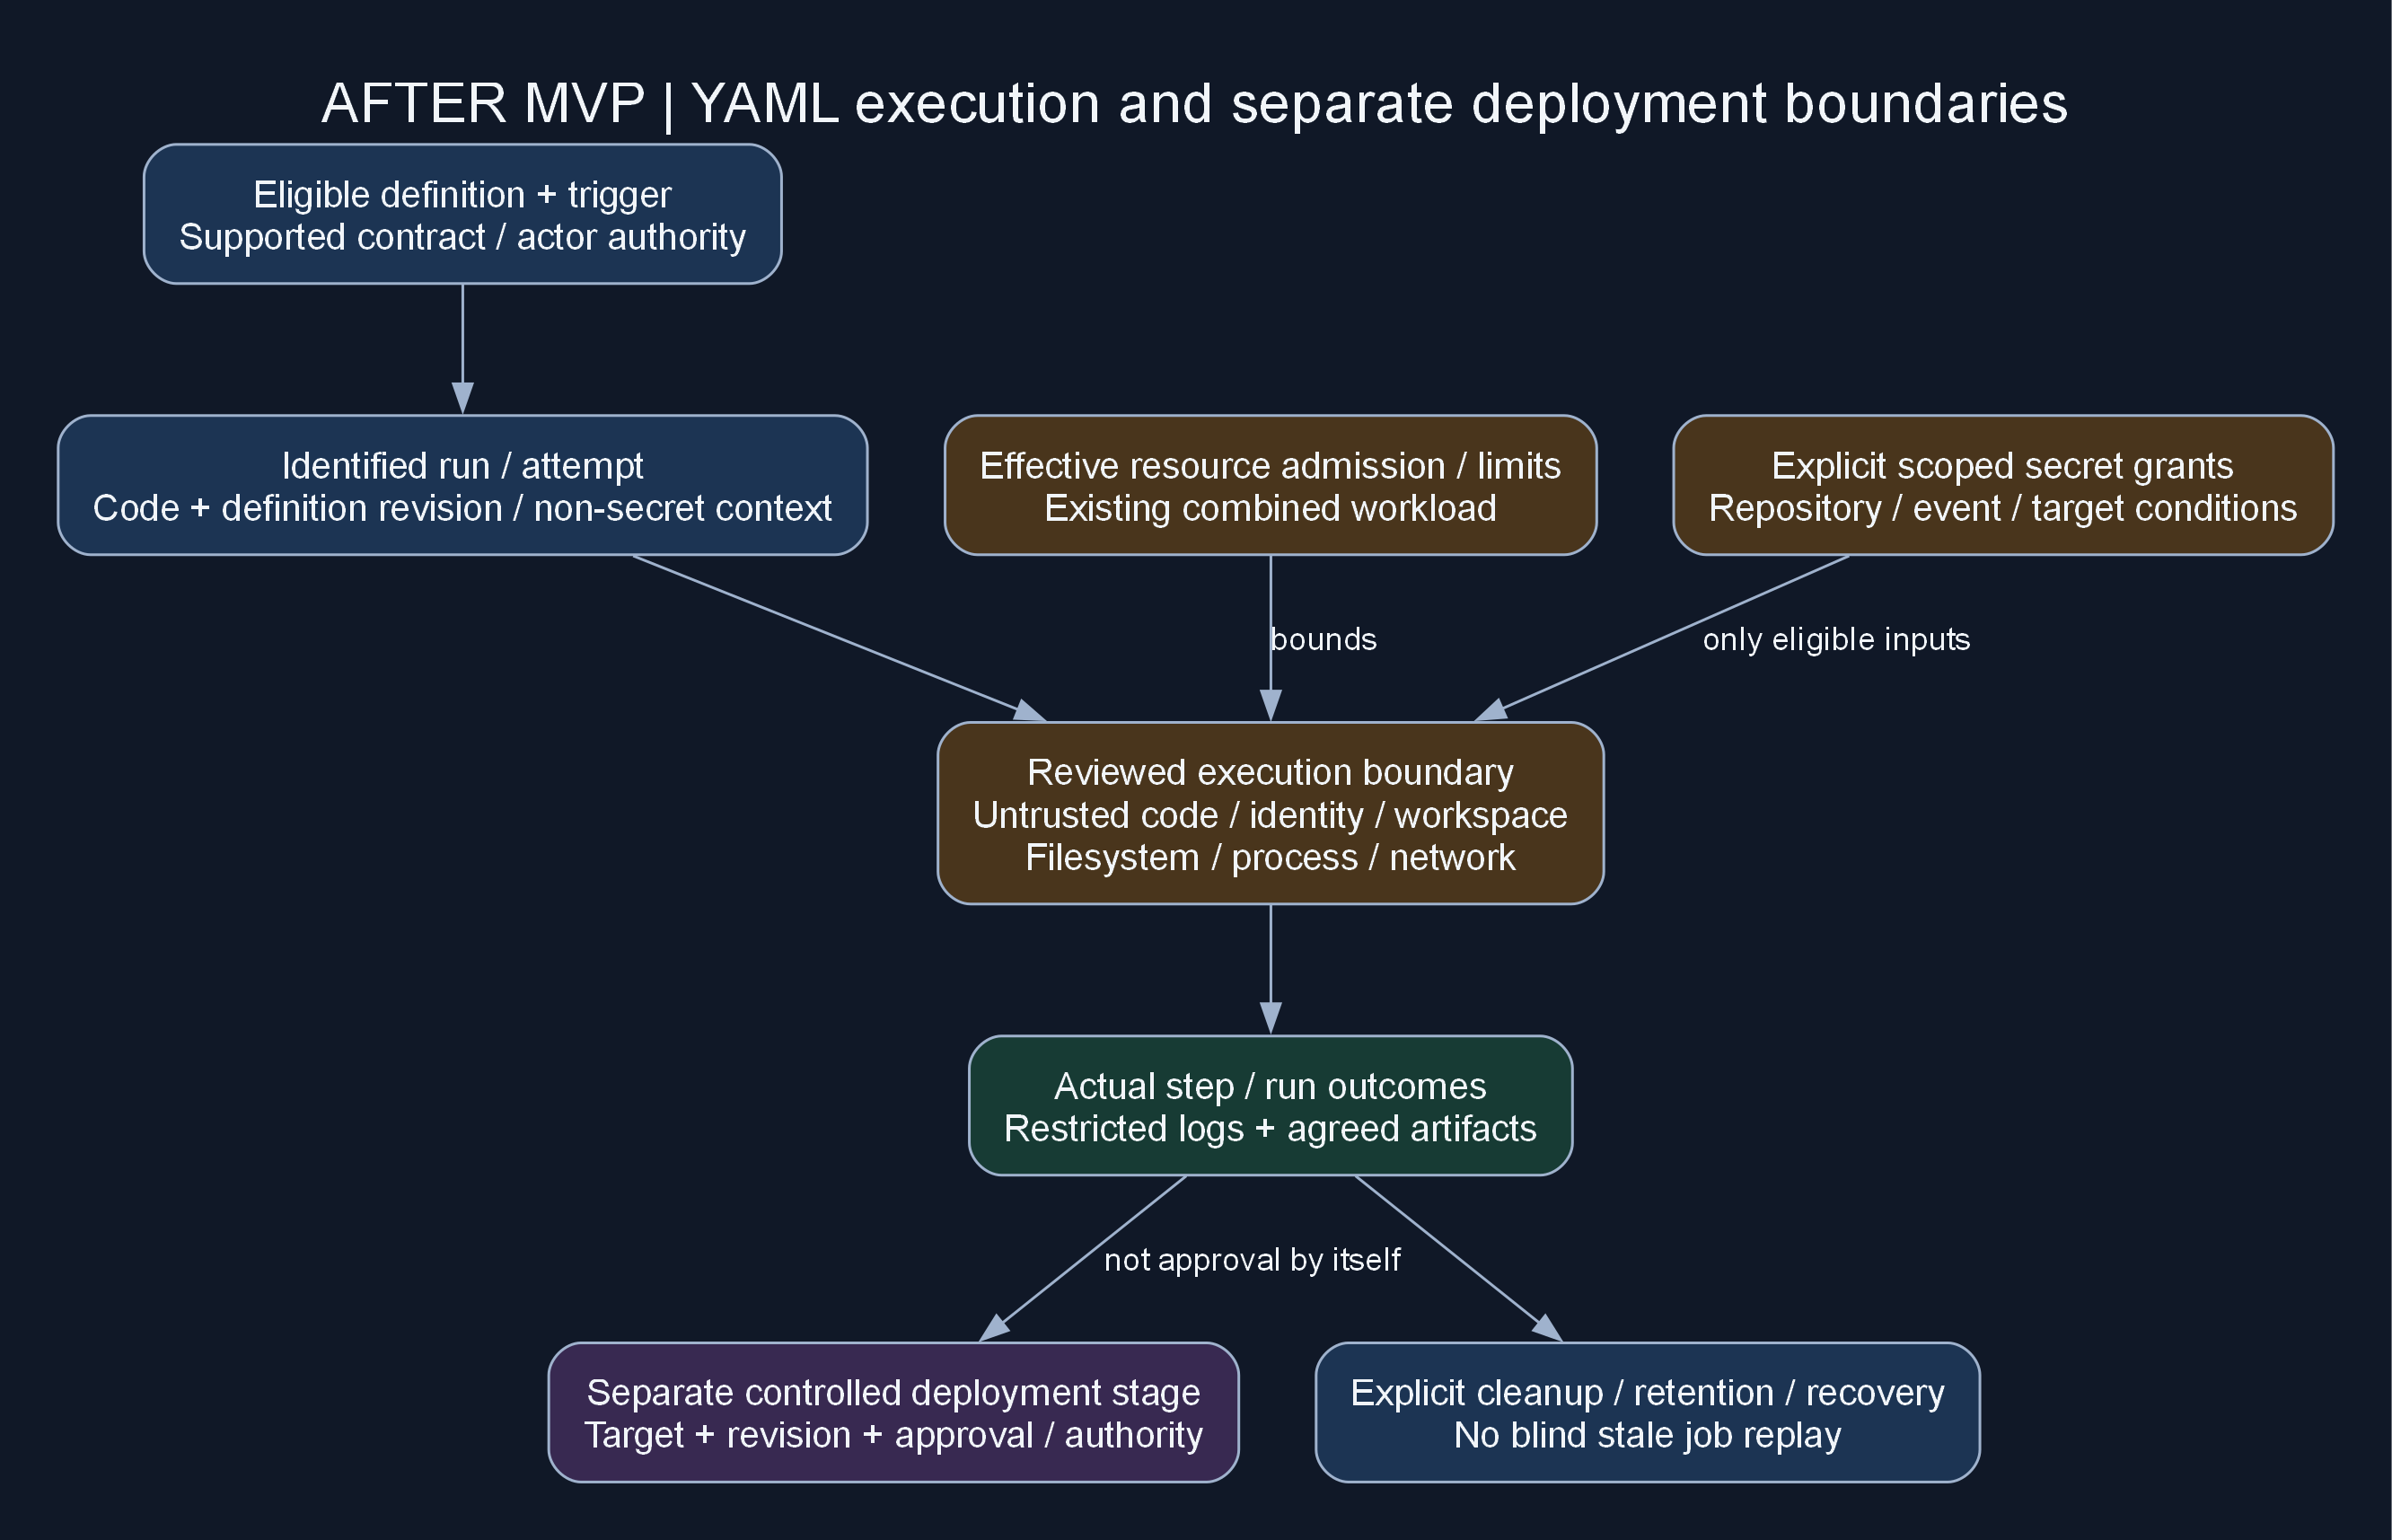 AFTER MVP | YAML execution and separate deployment boundaries
Eligible definition + trigger
Supported contract / actor authority
Identified run / attempt
Code + definition revision / non-secret context
Effective resource admission / limits
Existing combined workload
Explicit scoped secret grants
Repository / event / target conditions
bounds
only eligible inputs
Reviewed execution boundary
Untrusted code / identity / workspace
Filesystem / process / network
Actual step / run outcomes
Restricted logs + agreed artifacts
not approval by itself
Separate controlled deployment stage
Target + revision + approval / authority
Explicit cleanup / retention / recovery
No blind stale job replay